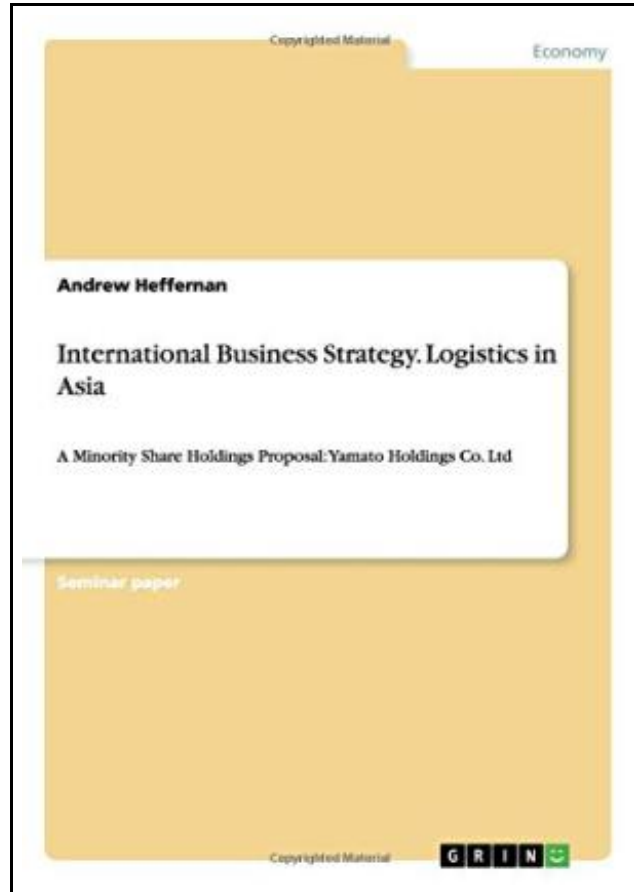 Copyrighted Material
Economy
Andrew Heffernan
International Business Strategy. Logistics in
Asia
A Minority Share Holdings Proposal: Yamato Holdings Co. Ltd
Seminar paper
Copyrighted Material
GRIN